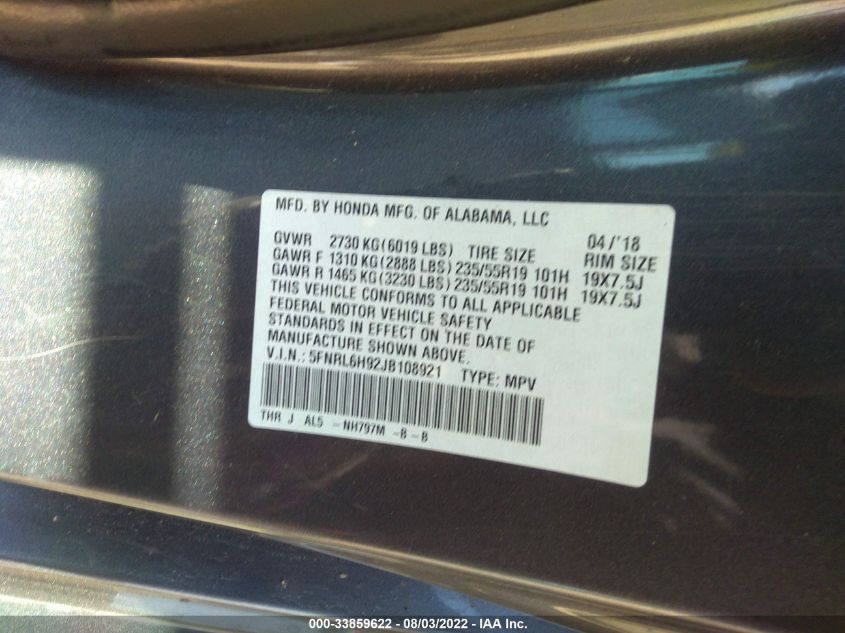 MFD. BY HONDA MFG. OF ALABAMA, LLC
GVWR 2730 KG(6019 LBS) TIRE SIZE 04/'18 RIM SIZE
GAWR F 1310 KG(2888 LBS) 235/55R19 101H 19X7.5J
GAWR R 1465 KG(3230 LBS) 235/55R19 101H 19X7.5J
THIS VEHICLE CONFORMS TO ALL APPLICABLE
FEDERAL MOTOR VEHICLE SAFETY
STANDARDS IN EFFECT ON THE DATE OF
MANUFACTURE SHOWN ABOVE.
V.I.N.: 5FNRL6H92JB108921 TYPE: MPV
THR J AL5 - NH797M -B-B
000-33859622 - 08/03/2022 - IAA Inc.